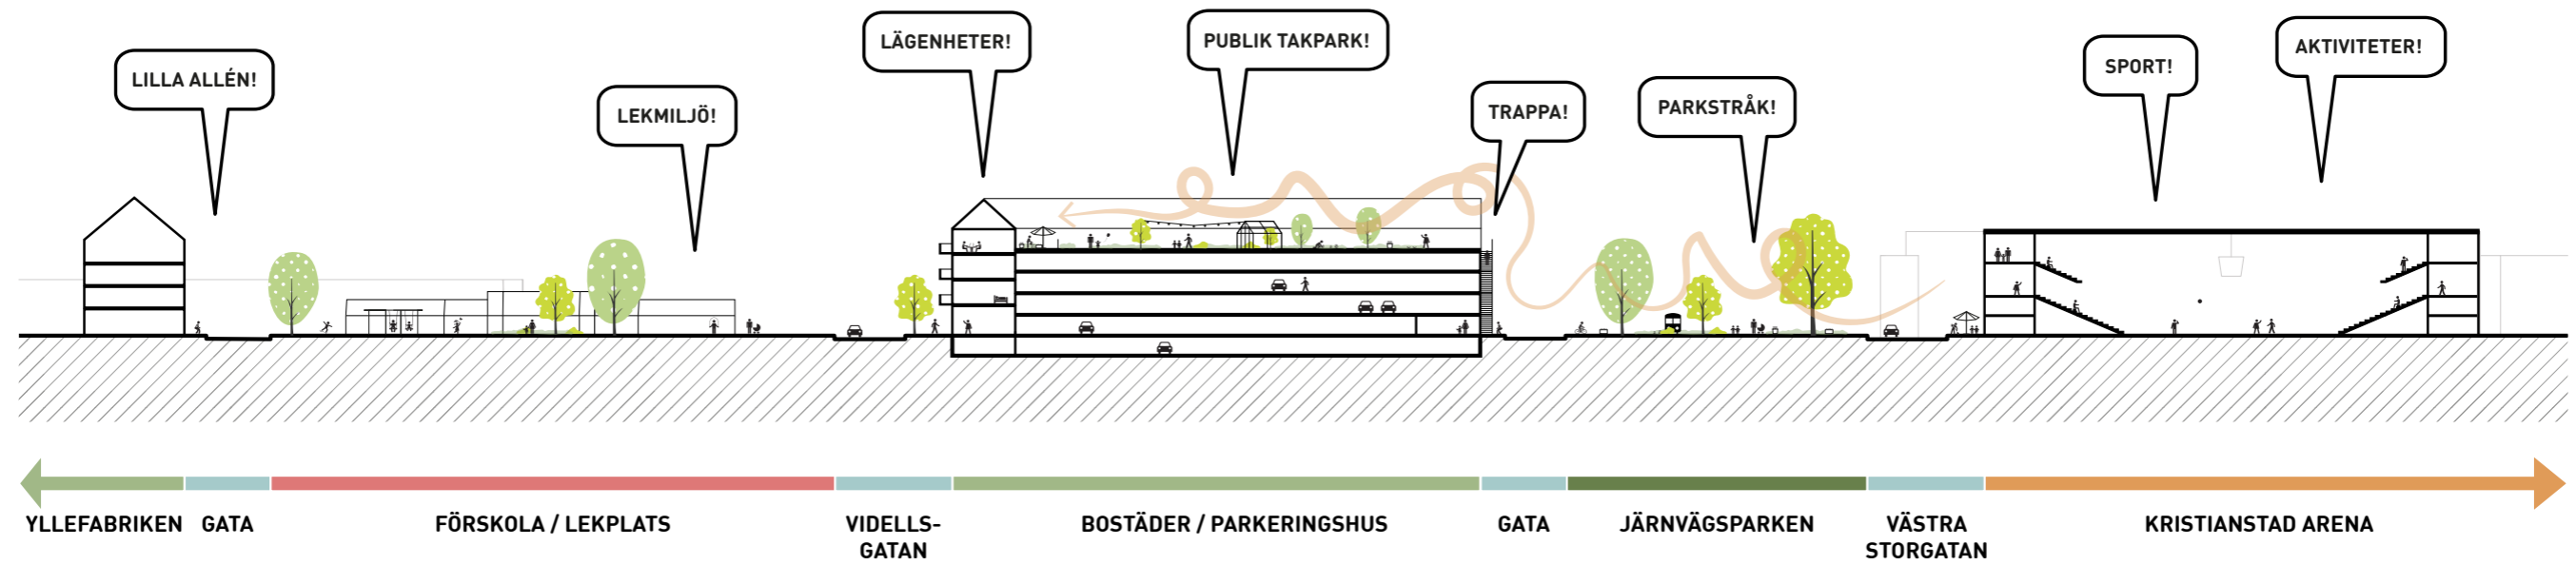 LILLA ALLÉN!
LEKMILJÖ!
LÄGENHETER!
PUBLIK TAKPARK!
TRAPPA!
PARKSTRÅK!
SPORT!
AKTIVITETER!
YLLEFABRIKEN
GATA
FÖRSKOLA / LEKPLATS
VIDELLS-
GATAN
BOSTÄDER / PARKERINGSHUS
GATA
JÄRNVÄGSPARKEN
VÄSTRA
STORGATAN
KRISTIANSTAD ARENA